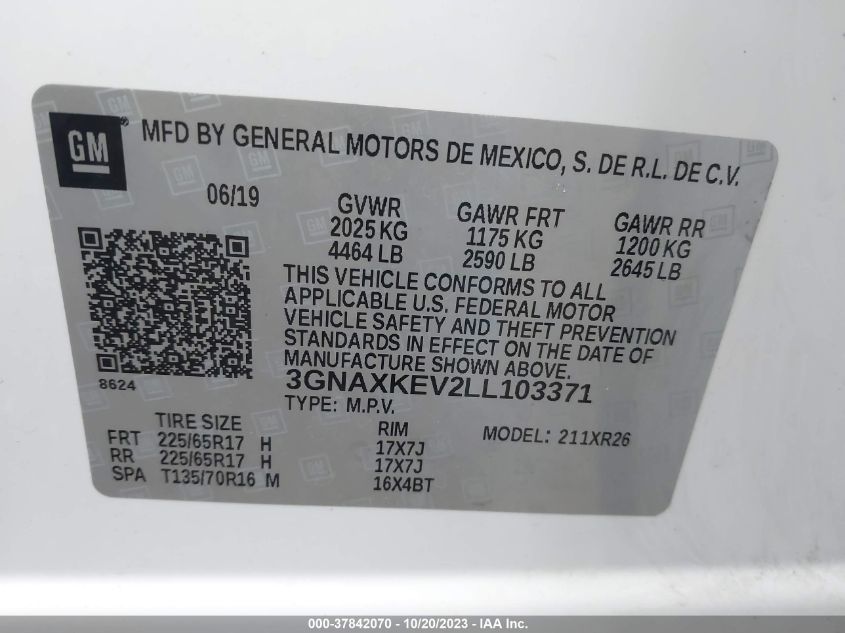 GM ® MFD BY GENERAL MOTORS DE MEXICO, S. DE R.L. DE C.V.
06/19 GVWR GAWR FRT GAWR RR
2025 KG 1175 KG 1200 KG
4464 LB 2590 LB 2645 LB
THIS VEHICLE CONFORMS TO ALL
APPLICABLE U.S. FEDERAL MOTOR
VEHICLE SAFETY AND THEFT PREVENTION
STANDARDS IN EFFECT ON THE DATE OF
MANUFACTURE SHOWN ABOVE.
8624 3GNAXKEV2LL103371
TYPE: M.P.V.
TIRE SIZE RIM MODEL: 211XR26
FRT 225/65R17 H 17X7J
RR 225/65R17 H 17X7J
SPA T135/70R16 M 16X4BT
000-37842070 - 10/20/2023 - IAA Inc.